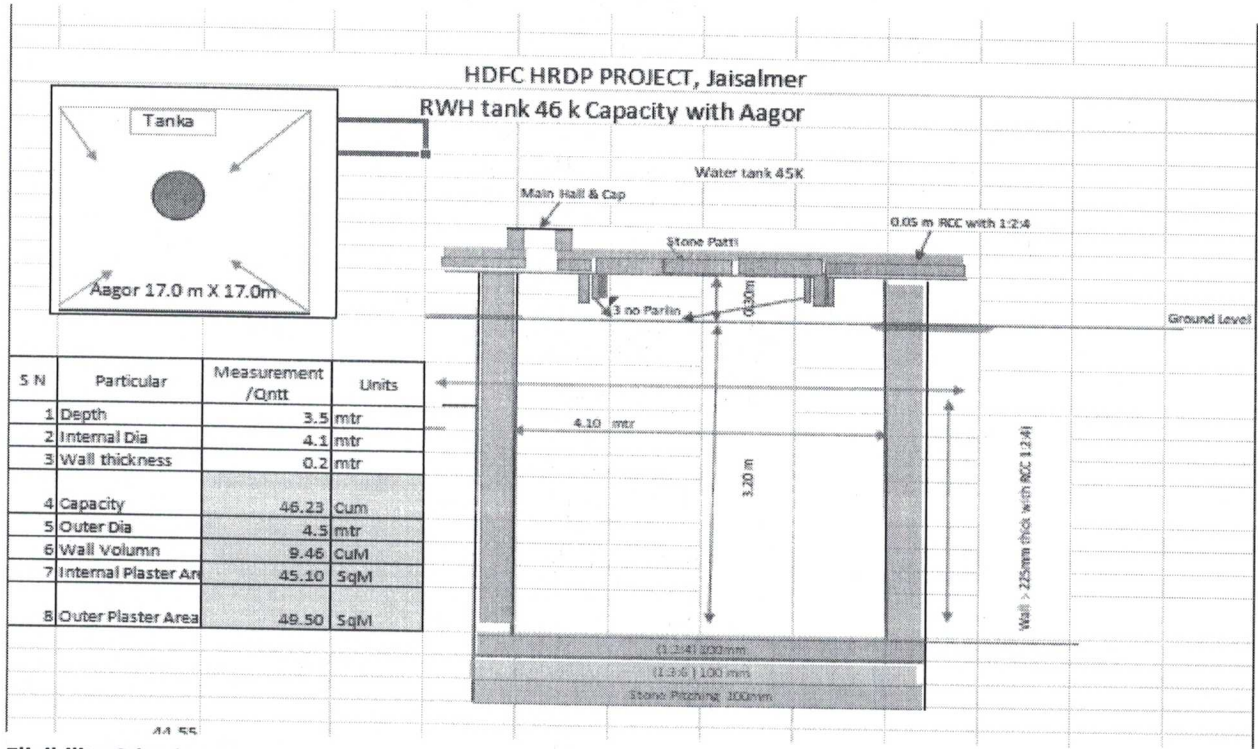 HDFC HRDP PROJECT, Jaisalmer
RWH tank 46 k Capacity with Aagor
Tanka
Aagor 17.0 m X 17.0m
Water tank 45K
Main Hall & Cap
0.05 m RCC with 1:2:4
Stone Patti
0.30m
3 no Parlin
Ground Level
S N Particular Measurement /Qntt Units
1 Depth 3.5 mtr
2 Internal Dia 4.1 mtr
3 Wall thickness 0.2 mtr
4 Capacity 46.23 Cum
5 Outer Dia 4.5 mtr
6 Wall Volumn 9.46 CuM
7 Internal Plaster Are 45.10 SqM
8 Outer Plaster Area 49.50 SqM
4.10 mtr
3.20 m
Wall > 225mm thick with RCC 1:2:4)
(1:2:4) 100mm
(1:3:6 ) 100 mm
Stone Pitching
44.55